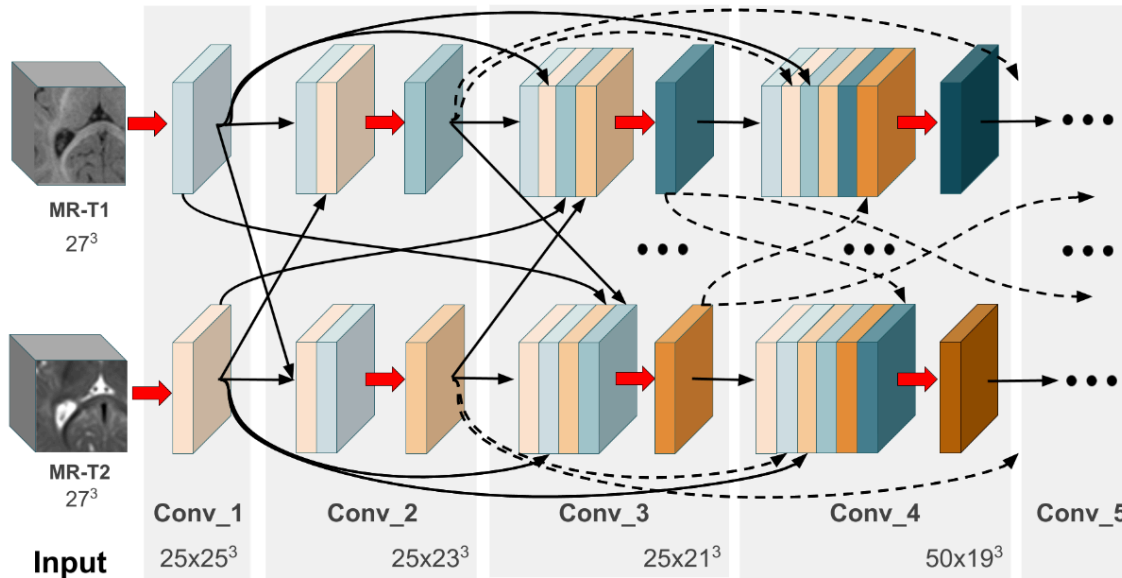 MR-T1
27³
MR-T2
27³
Input
Conv_1
25x25³
Conv_2
25x23³
Conv_3
25x21³
Conv_4
50x19³
Conv_5